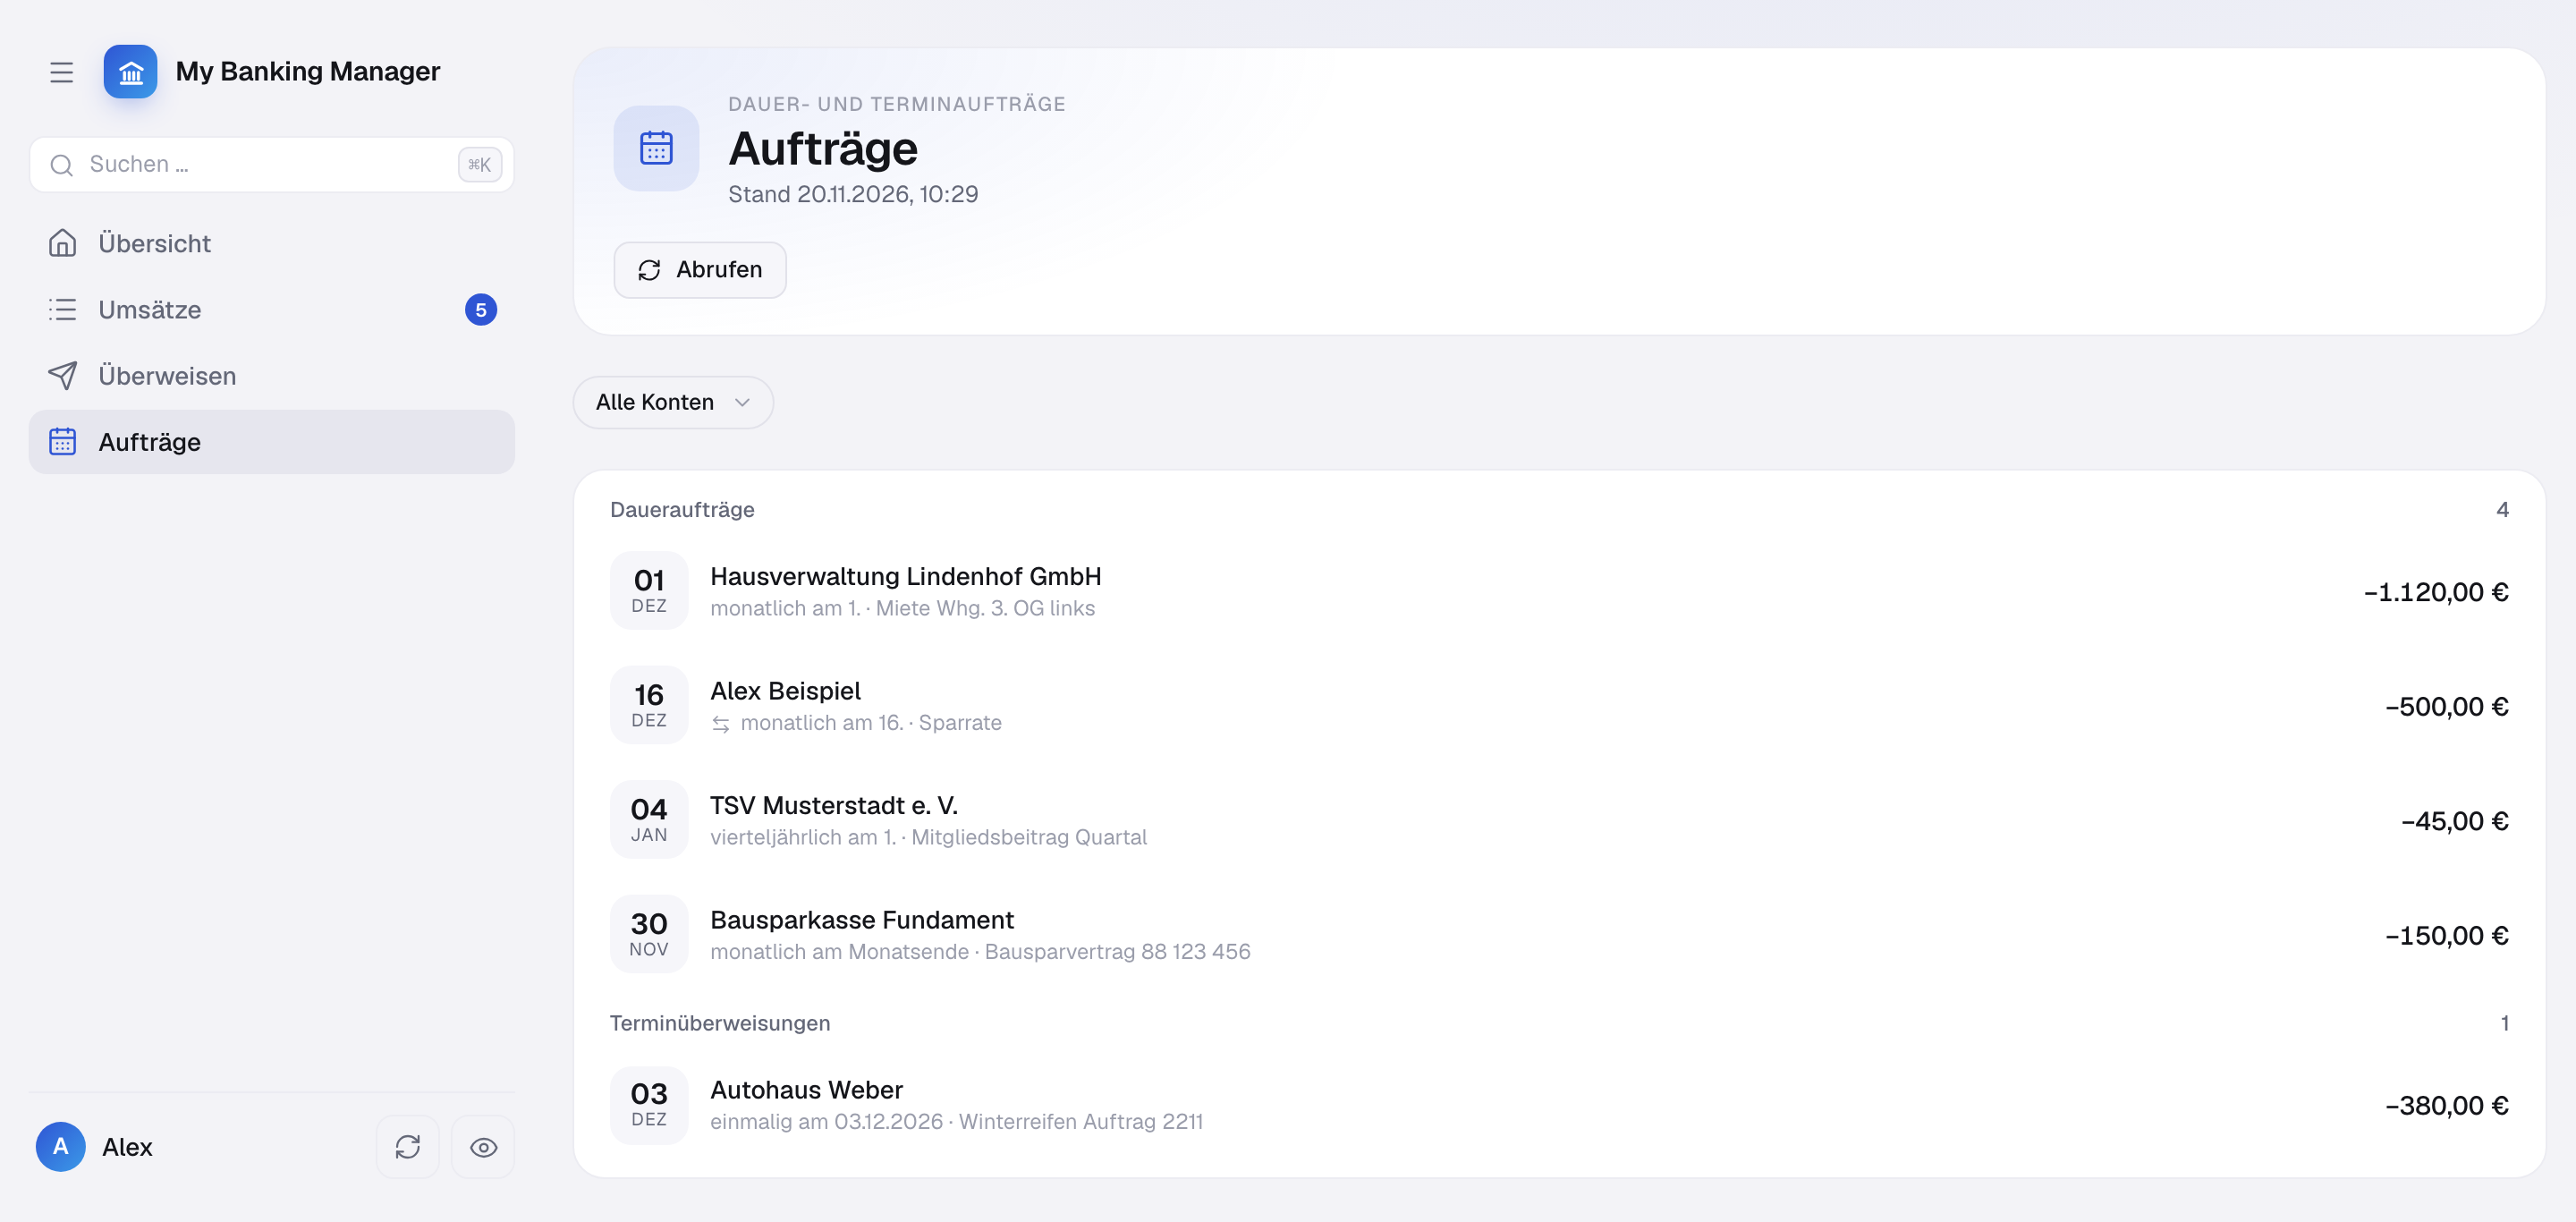 My Banking Manager
Suchen …
⌘K
Übersicht
Umsätze
5
Überweisen
Aufträge
A
Alex
DAUER- UND TERMINAUFTRÄGE
Aufträge
Stand 20.11.2026, 10:29
Abrufen
Alle Konten
Daueraufträge
4
01
DEZ
Hausverwaltung Lindenhof GmbH
monatlich am 1. · Miete Whg. 3. OG links
−1.120,00 €
16
DEZ
Alex Beispiel
monatlich am 16. · Sparrate
−500,00 €
04
JAN
TSV Musterstadt e. V.
vierteljährlich am 1. · Mitgliedsbeitrag Quartal
−45,00 €
30
NOV
Bausparkasse Fundament
monatlich am Monatsende · Bausparvertrag 88 123 456
−150,00 €
Terminüberweisungen
1
03
DEZ
Autohaus Weber
einmalig am 03.12.2026 · Winterreifen Auftrag 2211
−380,00 €